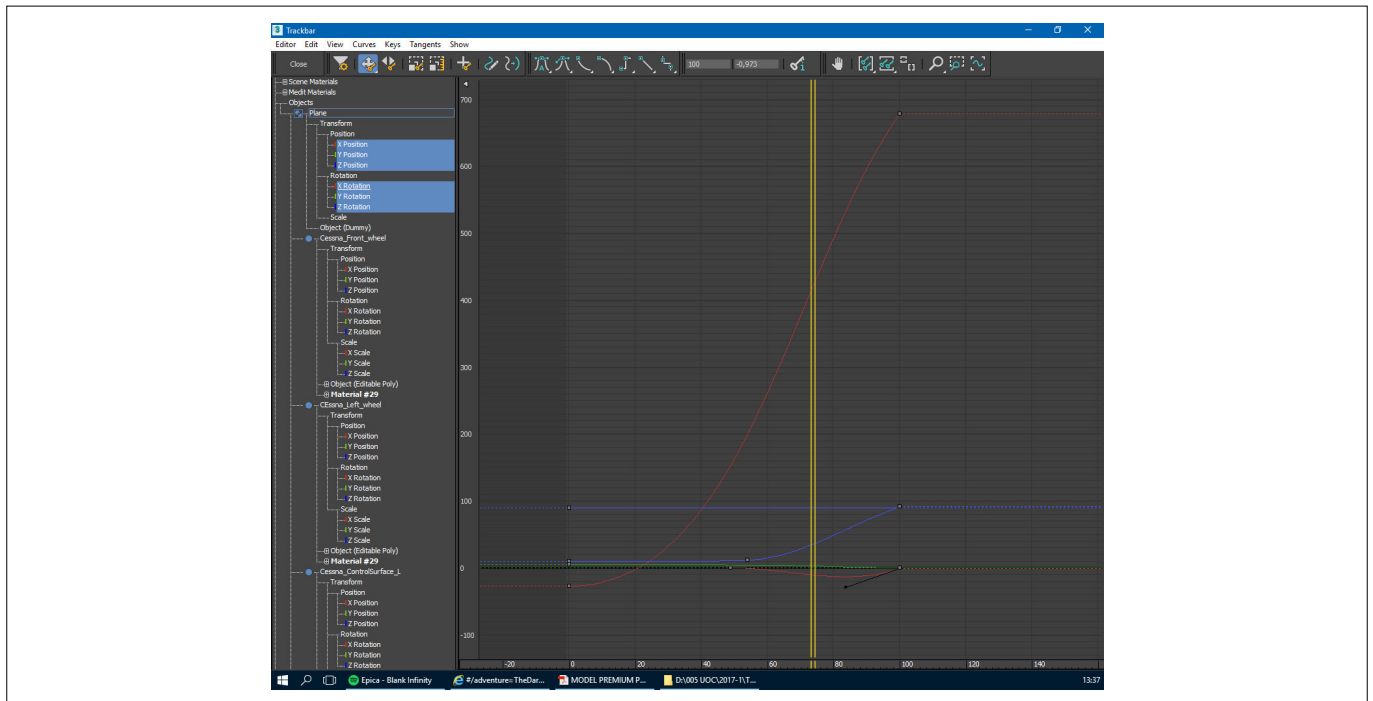 3 Trackbar
Editor Edit View Curves Keys Tangents Show
Close 100 -0,973
Scene Materials
Medit Materials
Objects
Plane
Transform
Position
X Position
Y Position
Z Position
Rotation
X Rotation
Y Rotation
Z Rotation
Scale
Object (Dummy)
Cessna_Front_wheel
Transform
Position
X Position
Y Position
Z Position
Rotation
X Rotation
Y Rotation
Z Rotation
Scale
X Scale
Y Scale
Z Scale
Object (Editable Poly)
Material #29
CEssna_Left_wheel
Transform
Position
X Position
Y Position
Z Position
Rotation
X Rotation
Y Rotation
Z Rotation
Scale
X Scale
Y Scale
Z Scale
Object (Editable Poly)
Material #29
Cessna_ControlSurface_L
Transform
Position
X Position
Y Position
Z Position
Rotation
X Rotation
Y Rotation
Z Rotation
700
600
500
400
300
200
100
0
-100
-20 0 20 40 60 80 100 120 140
Epica - Blank Infinity #/adventure=TheDar... MODEL PREMIUM P... D:\005 UOC\2017-1\T... 13:37